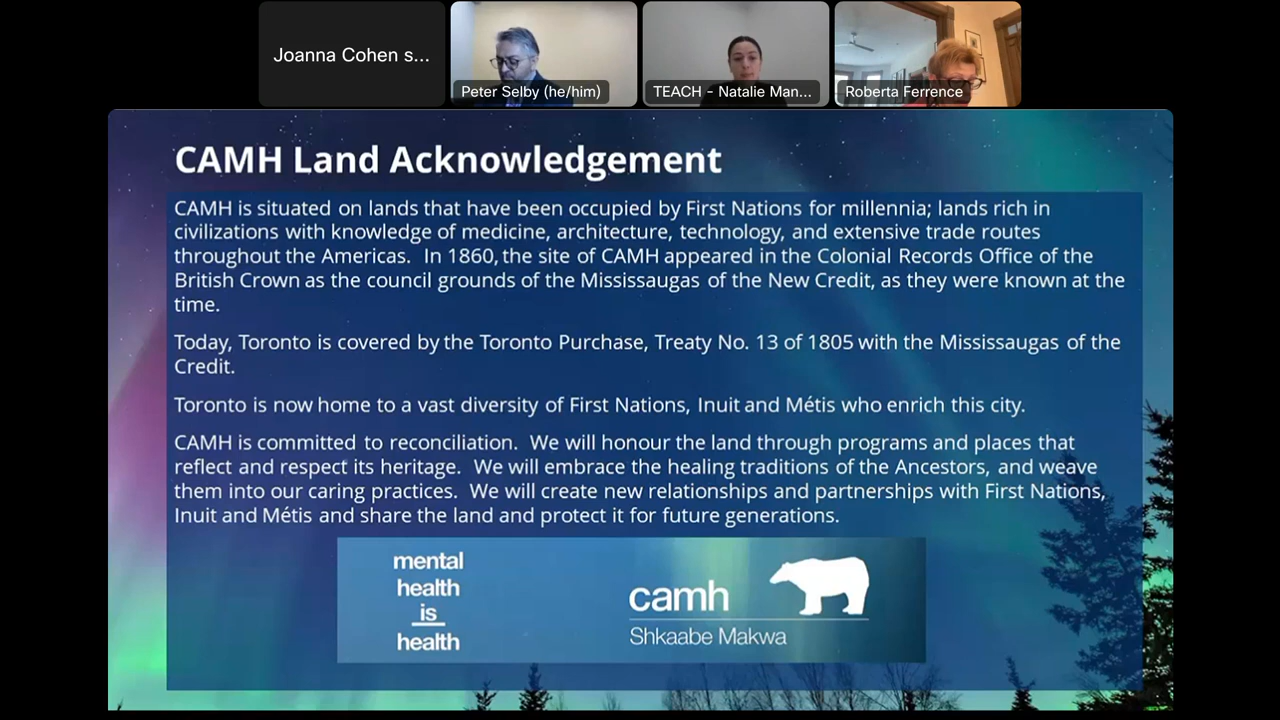 Joanna Cohen s...
Peter Selby (he/him)
TEACH - Natalie Man...
Roberta Ferrence
CAMH Land Acknowledgement
CAMH is situated on lands that have been occupied by First Nations for millennia; lands rich in
civilizations with knowledge of medicine, architecture, technology, and extensive trade routes
throughout the Americas. In 1860, the site of CAMH appeared in the Colonial Records Office of the
British Crown as the council grounds of the Mississaugas of the New Credit, as they were known at the
time.
Today, Toronto is covered by the Toronto Purchase, Treaty No. 13 of 1805 with the Mississaugas of the
Credit.
Toronto is now home to a vast diversity of First Nations, Inuit and Métis who enrich this city.
CAMH is committed to reconciliation. We will honour the land through programs and places that
reflect and respect its heritage. We will embrace the healing traditions of the Ancestors, and weave
them into our caring practices. We will create new relationships and partnerships with First Nations,
Inuit and Métis and share the land and protect it for future generations.
mental
health
is
health
camh
Shkaabe Makwa